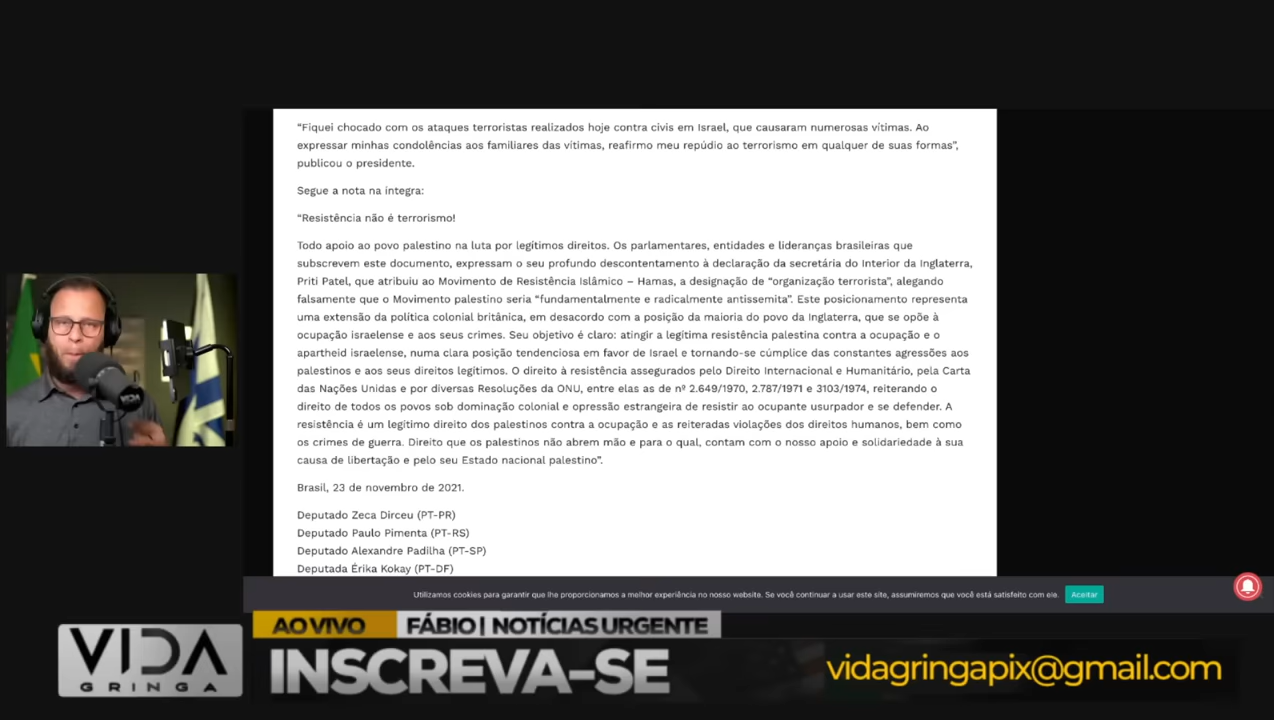 “Fiquei chocado com os ataques terroristas realizados hoje contra civis em Israel, que causaram numerosas vítimas. Ao
expressar minhas condolências aos familiares das vítimas, reafirmo meu repúdio ao terrorismo em qualquer de suas formas”,
publicou o presidente.
Segue a nota na íntegra:
“Resistência não é terrorismo!
Todo apoio ao povo palestino na luta por legítimos direitos. Os parlamentares, entidades e lideranças brasileiras que
subscrevem este documento, expressam o seu profundo descontentamento à declaração da secretária do Interior da Inglaterra,
Priti Patel, que atribuiu ao Movimento de Resistência Islâmico – Hamas, a designação de “organização terrorista”, alegando
falsamente que o Movimento palestino seria “fundamentalmente e radicalmente antissemita”. Este posicionamento representa
uma extensão da política colonial britânica, em desacordo com a posição da maioria do povo da Inglaterra, que se opõe à
ocupação israelense e aos seus crimes. Seu objetivo é claro: atingir a legítima resistência palestina contra a ocupação e o
apartheid israelense, numa clara posição tendenciosa em favor de Israel e tornando-se cúmplice das constantes agressões aos
palestinos e aos seus direitos legítimos. O direito à resistência assegurados pelo Direito Internacional e Humanitário, pela Carta
das Nações Unidas e por diversas Resoluções da ONU, entre elas as de nº 2.649/1970, 2.787/1971 e 3103/1974, reiterando o
direito de todos os povos sob dominação colonial e opressão estrangeira de resistir ao ocupante usurpador e se defender. A
resistência é um legítimo direito dos palestinos contra a ocupação e as reiteradas violações dos direitos humanos, bem como
os crimes de guerra. Direito que os palestinos não abrem mão e para o qual, contam com o nosso apoio e solidariedade à sua
causa de libertação e pelo seu Estado nacional palestino”.
Brasil, 23 de novembro de 2021.
Deputado Zeca Dirceu (PT-PR)
Deputado Paulo Pimenta (PT-RS)
Deputado Alexandre Padilha (PT-SP)
Deputada Érika Kokay (PT-DF)
Utilizamos cookies para garantir que lhe proporcionamos a melhor experiência no nosso website. Se você continuar a usar este site, assumiremos que você está satisfeito com ele.
Aceitar
AO VIVO
FÁBIO | NOTÍCIAS URGENTE
VIDA
GRINGA
INSCREVA-SE
vidagringapix@gmail.com